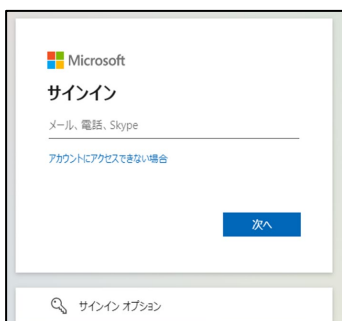 Microsoft
サインイン
メール、電話、Skype
アカウントにアクセスできない場合
次へ
サインイン オプション